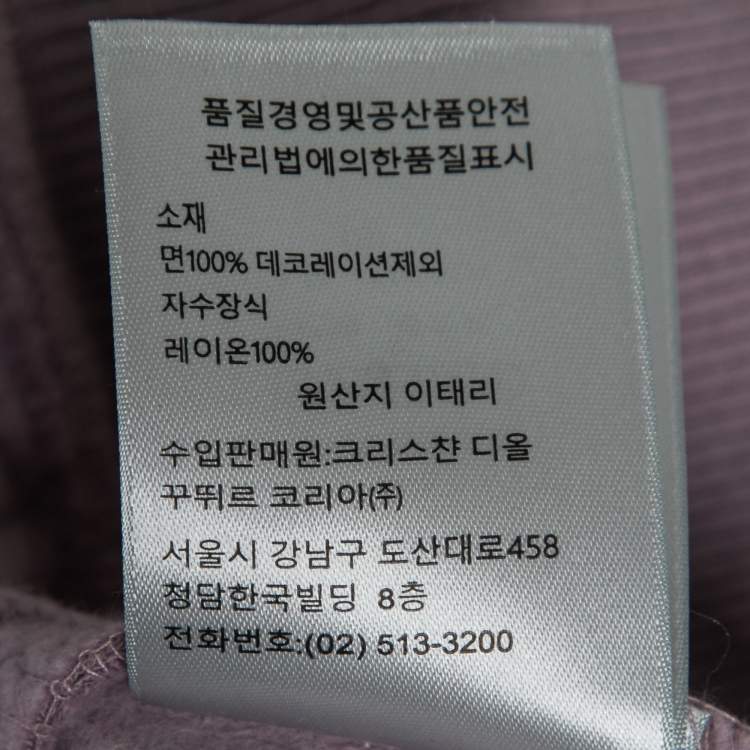 품질경영및공산품안전
관리법에의한품질표시
소재
면100% 데코레이션제외
자수장식
레이온100%
원산지 이태리
수입판매원:크리스챤 디올
꾸뛰르 코리아㈜
서울시 강남구 도산대로458
청담한국빌딩 8층
전화번호:(02) 513-3200